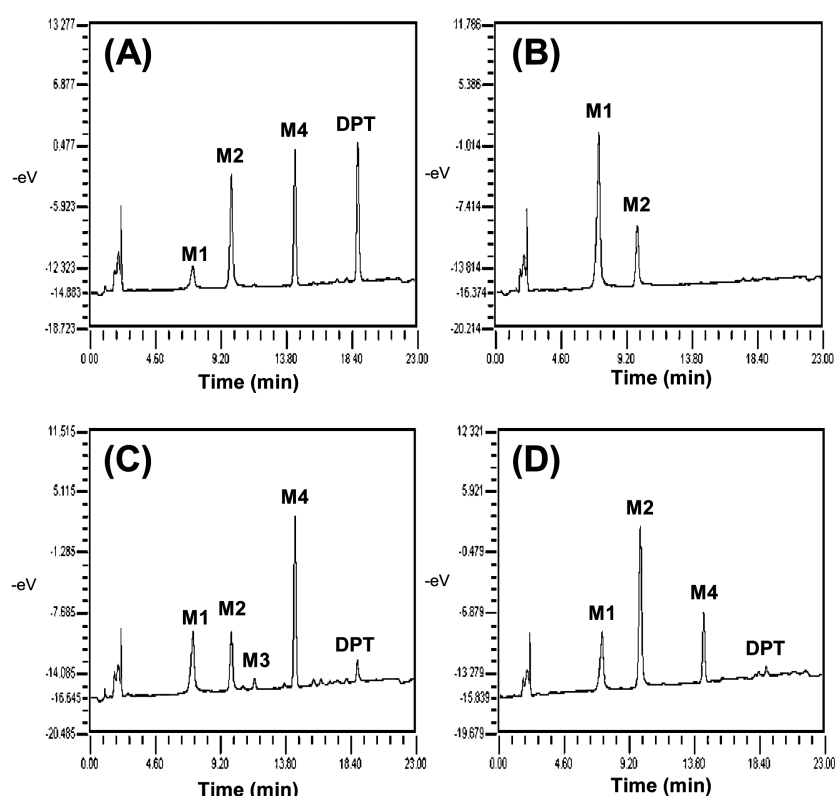 13.277
(A)
6.877
0.477
-eV
-5.923
-12.323
-14.883
-18.723
M1
M2
M4
DPT
0.00 4.60 9.20 13.80 18.40 23.00
Time (min)
11.786
(B)
5.386
-1.014
-eV
-7.414
-13.814
-16.374
-20.214
M1
M2
0.00 4.60 9.20 13.80 18.40 23.00
Time (min)
11.515
(C)
5.115
-1.285
-eV
-7.685
-14.085
-16.645
-20.485
M1
M2
M3
M4
DPT
0.00 4.60 9.20 13.80 18.40 23.00
Time (min)
12.321
(D)
5.921
-0.479
-eV
-6.879
-13.279
-15.839
-19.679
M1
M2
M4
DPT
0.00 4.60 9.20 13.80 18.40 23.00
Time (min)